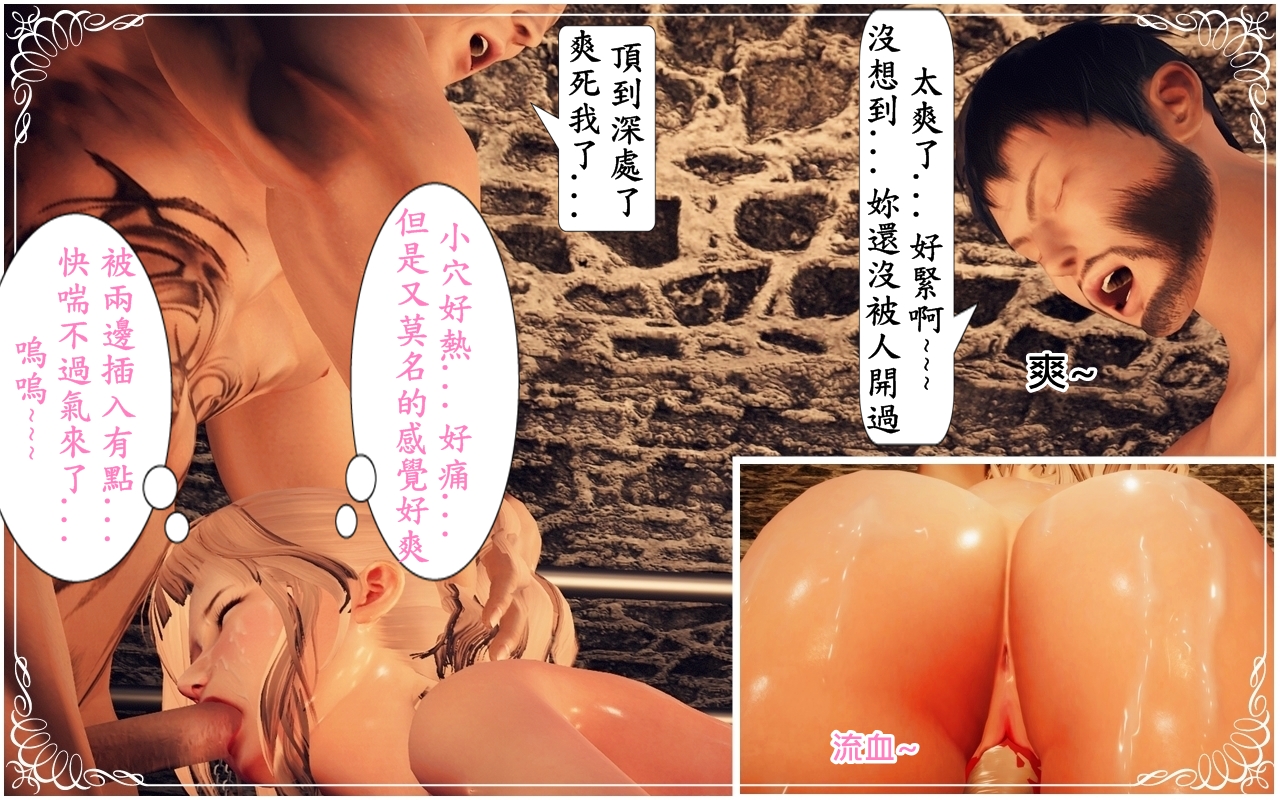 太爽了... 好緊啊~~~
沒想到... 妳還沒被人開過
爽~
頂到深處了
爽死我了...
小穴好熱... 好痛...
但是又莫名的感覺好爽
被兩邊插入有點...
快喘不過氣來了...
嗚嗚~~~
流血~